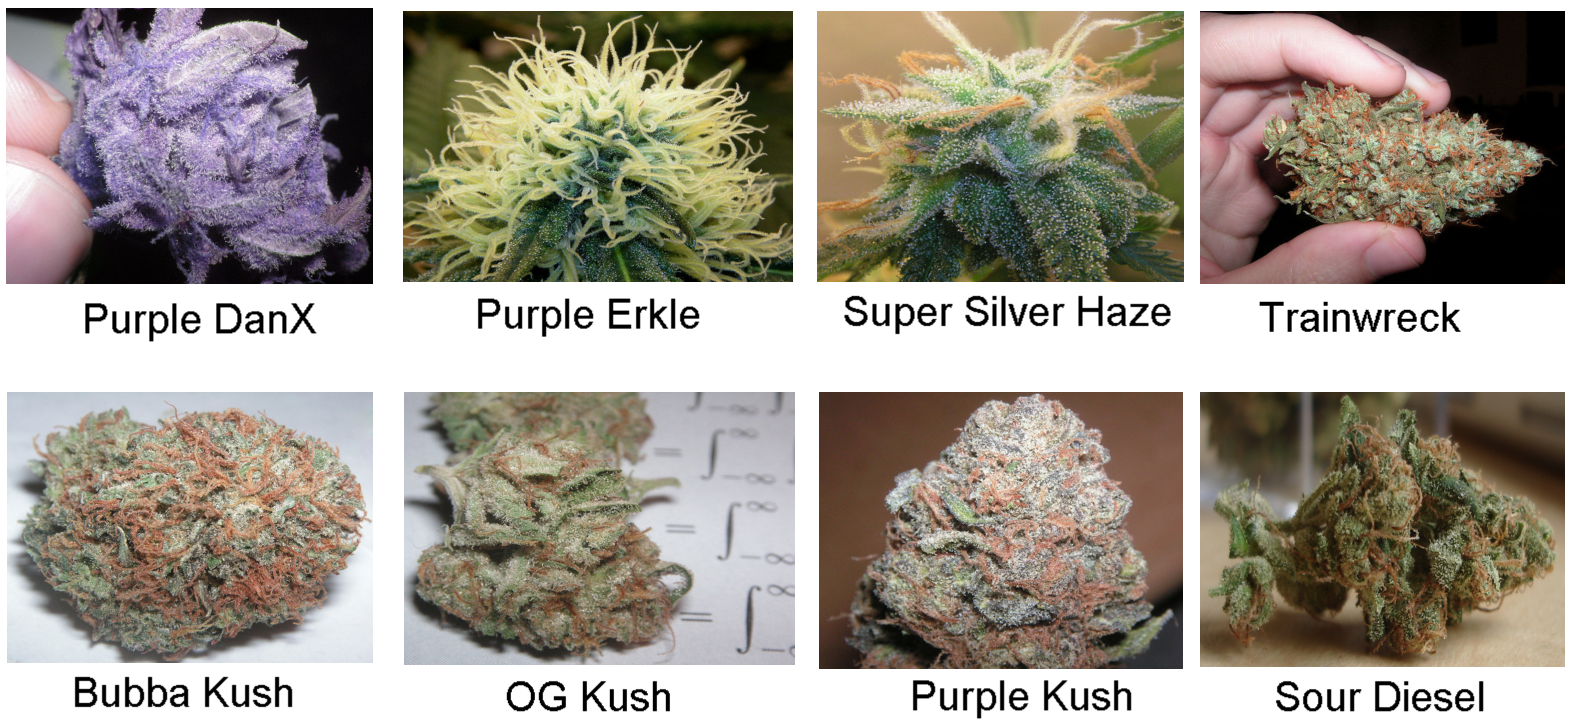 Purple DanX
Purple Erkle
Super Silver Haze
Trainwreck
Bubba Kush
OG Kush
Purple Kush
Sour Diesel